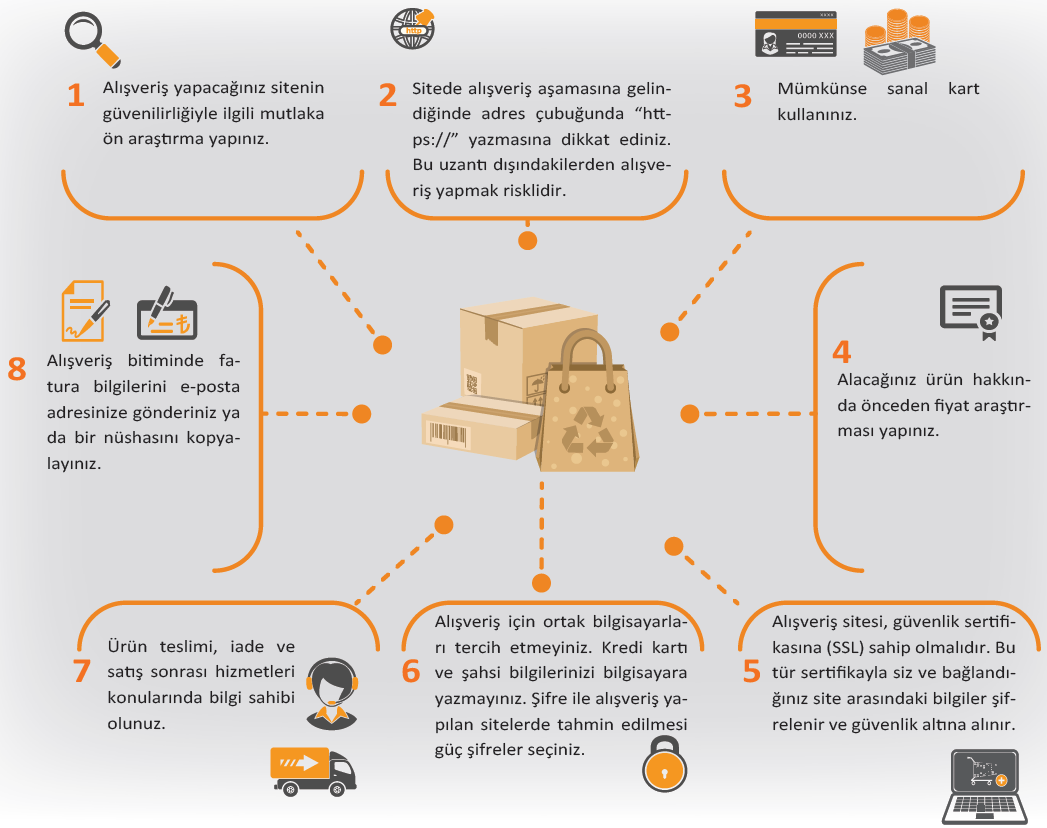 http
1
Alışveriş yapacağınız sitenin
güvenilirliğiyle ilgili mutlaka
ön araştırma yapınız.
2
Sitede alışveriş aşamasına gelin-
diğinde adres çubuğunda “htt-
ps://” yazmasına dikkat ediniz.
Bu uzantı dışındakilerden alışve-
riş yapmak risklidir.
XXXX
0000 XXX
3
Mümkünse sanal kart
kullanınız.
4
Alacağınız ürün hakkın-
da önceden fiyat araştır-
ması yapınız.
5
Alışveriş sitesi, güvenlik sertifi-
kasına (SSL) sahip olmalıdır. Bu
tür sertifikayla siz ve bağlandı-
ğınız site arasındaki bilgiler şif-
relenir ve güvenlik altına alınır.
6
Alışveriş için ortak bilgisayarla-
rı tercih etmeyiniz. Kredi kartı
ve şahsi bilgilerinizi bilgisayara
yazmayınız. Şifre ile alışveriş ya-
pılan sitelerde tahmin edilmesi
güç şifreler seçiniz.
7
Ürün teslimi, iade ve
satış sonrası hizmetleri
konularında bilgi sahibi
olunuz.
₺
8
Alışveriş bitiminde fa-
tura bilgilerini e-posta
adresinize gönderiniz ya
da bir nüshasını kopya-
layınız.